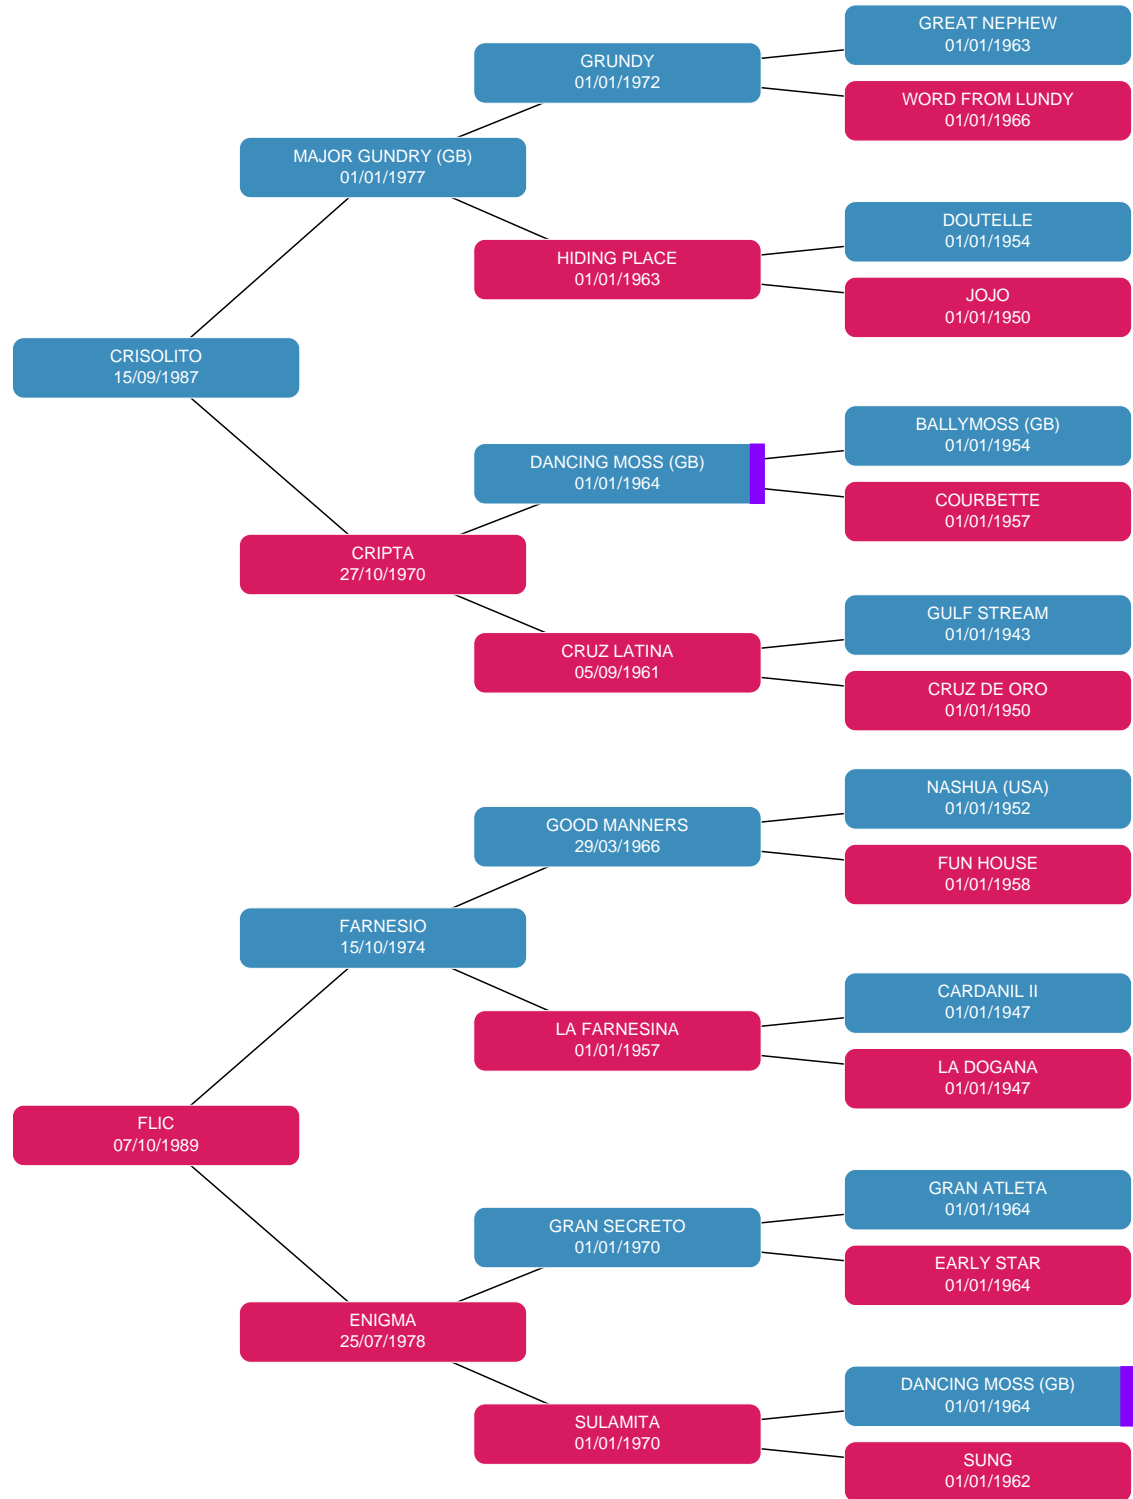 GREAT NEPHEW
01/01/1963
GRUNDY
01/01/1972
WORD FROM LUNDY
01/01/1966
MAJOR GUNDRY (GB)
01/01/1977
DOUTELLE
01/01/1954
HIDING PLACE
01/01/1963
JOJO
01/01/1950
CRISOLITO
15/09/1987
BALLYMOSS (GB)
01/01/1954
DANCING MOSS (GB)
01/01/1964
COURBETTE
01/01/1957
CRIPTA
27/10/1970
GULF STREAM
01/01/1943
CRUZ LATINA
05/09/1961
CRUZ DE ORO
01/01/1950
NASHUA (USA)
01/01/1952
GOOD MANNERS
29/03/1966
FUN HOUSE
01/01/1958
FARNESIO
15/10/1974
CARDANIL II
01/01/1947
LA FARNESINA
01/01/1957
LA DOGANA
01/01/1947
FLIC
07/10/1989
GRAN ATLETA
01/01/1964
GRAN SECRETO
01/01/1970
EARLY STAR
01/01/1964
ENIGMA
25/07/1978
DANCING MOSS (GB)
01/01/1964
SULAMITA
01/01/1970
SUNG
01/01/1962